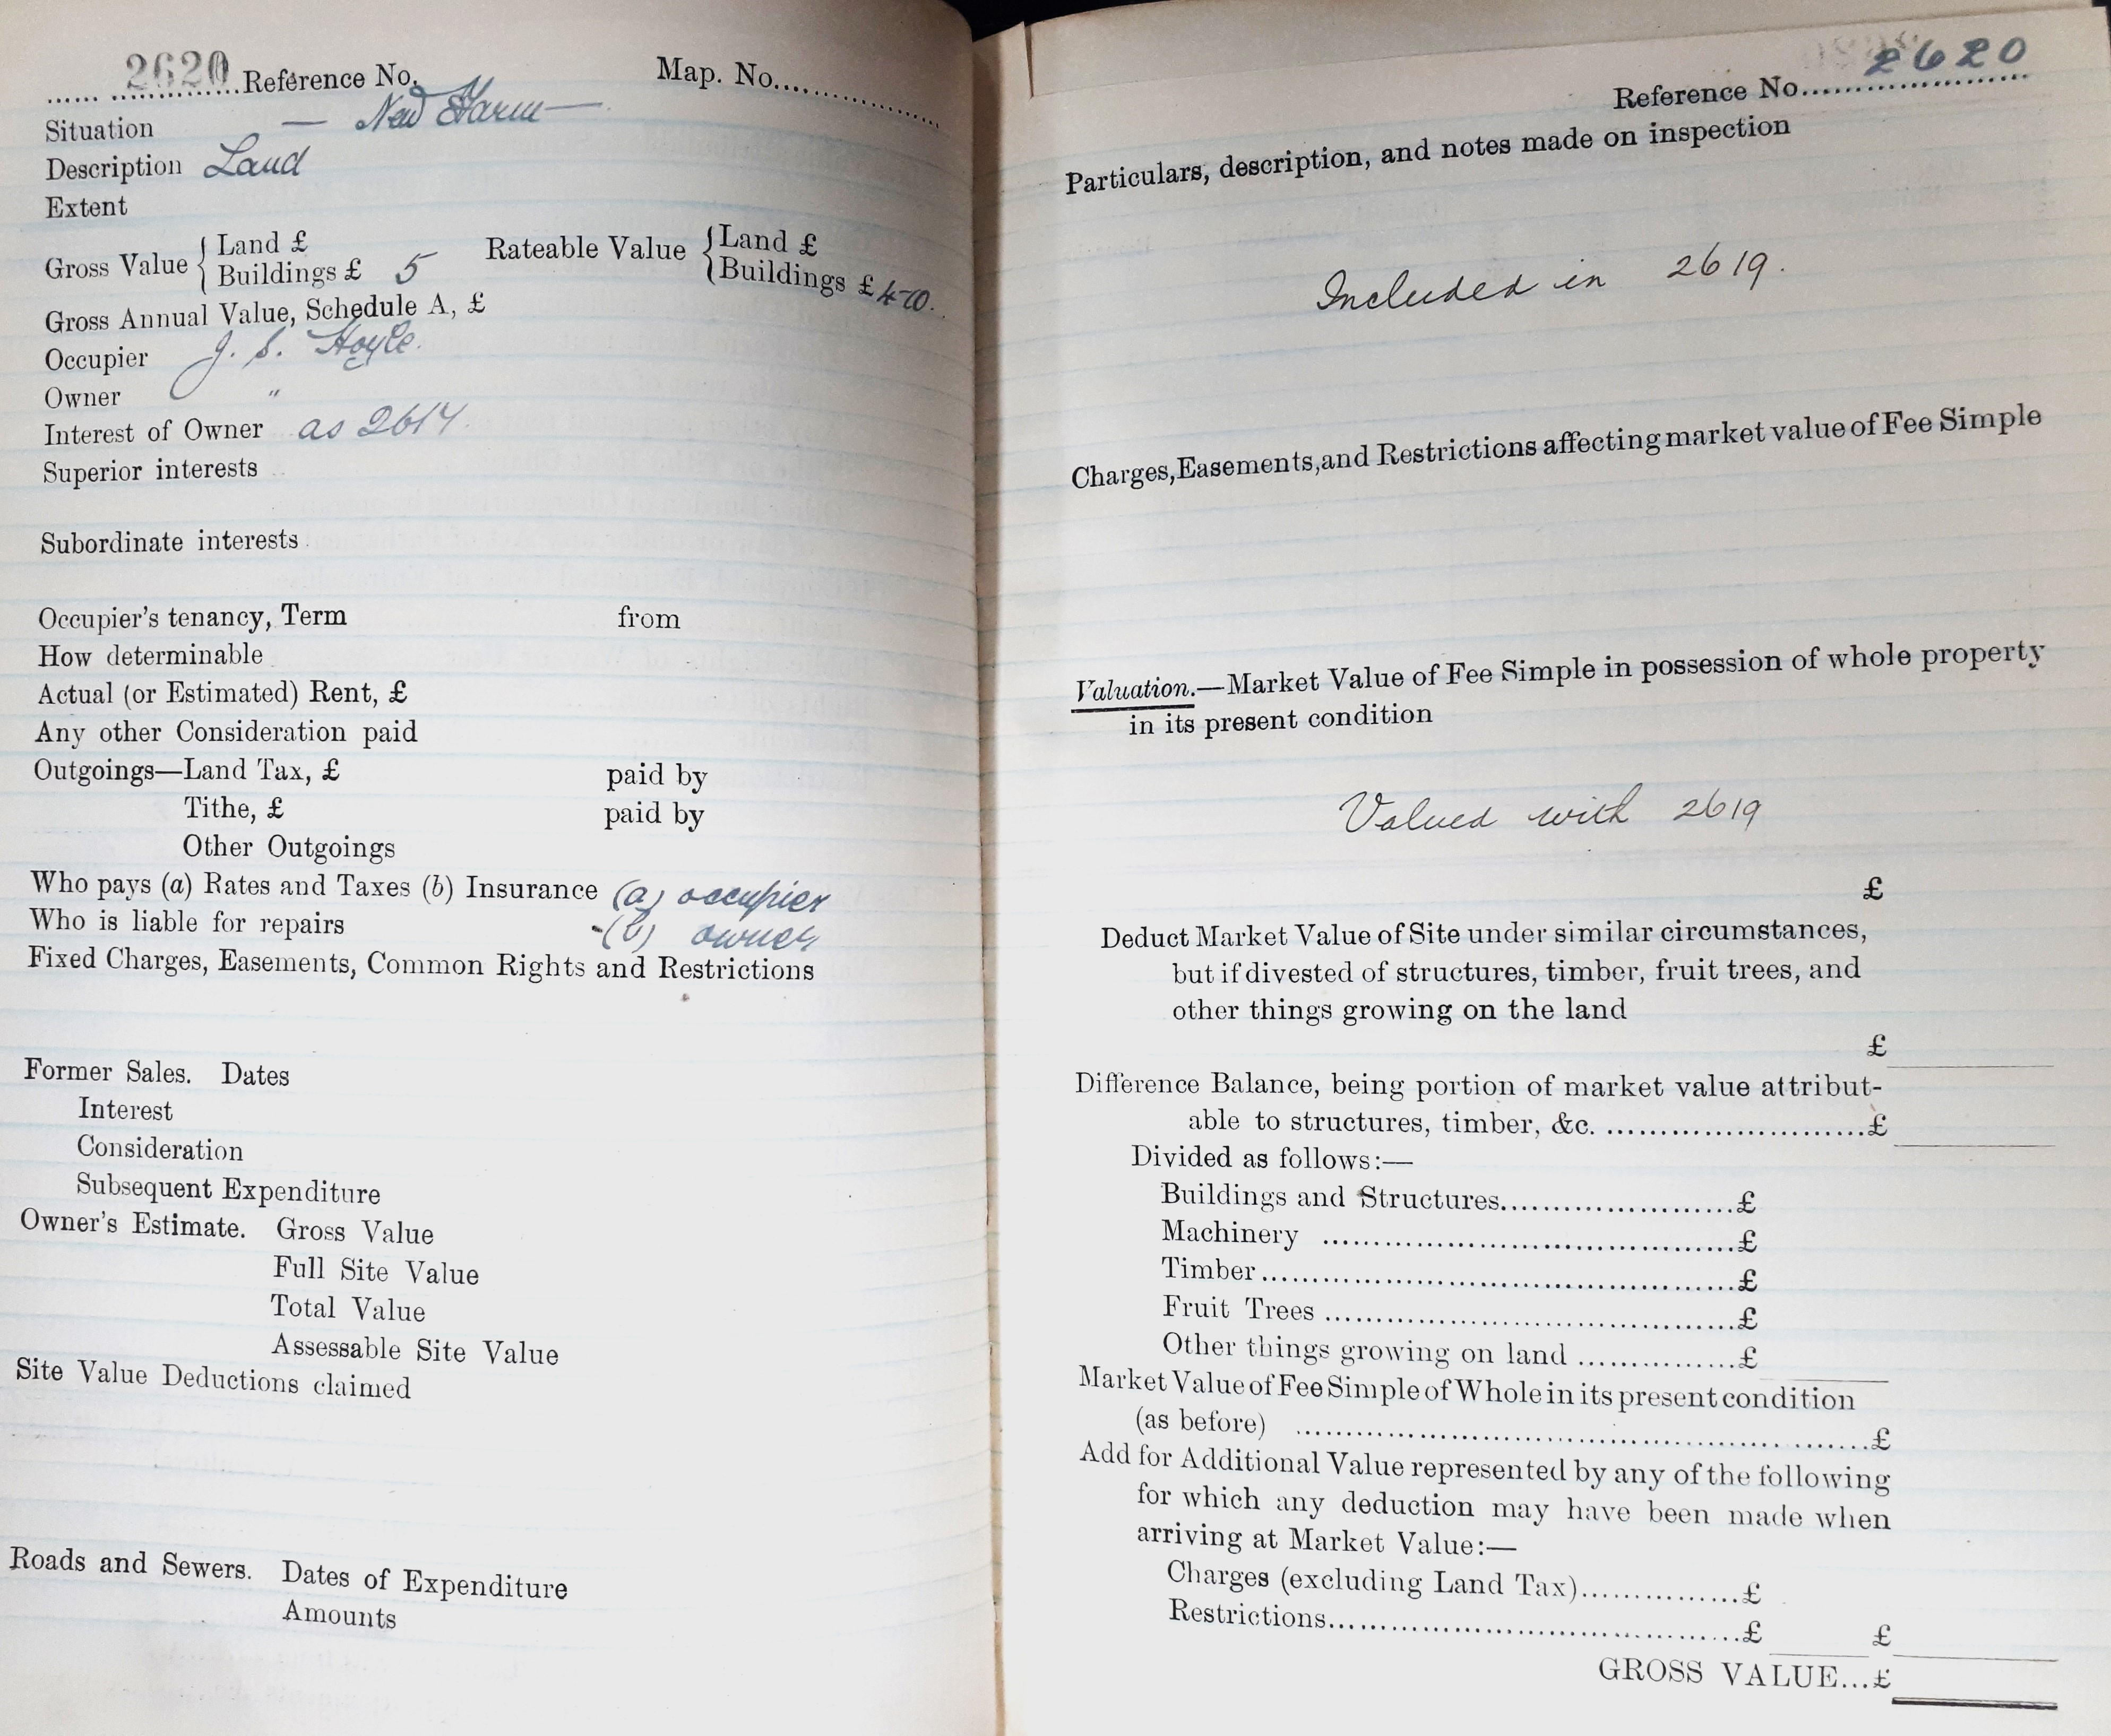 2620 Reference No. Map. No.
Situation — New Farm —
Description Land
Extent
Gross Value { Land £ Rateable Value { Land £
Buildings £ 5 Buildings £ 4-10.
Gross Annual Value, Schedule A, £
Occupier J. S. Hoyle.
Owner "
Interest of Owner as 2614.
Superior interests
Subordinate interests
Occupier's tenancy, Term from
How determinable
Actual (or Estimated) Rent, £
Any other Consideration paid
Outgoings—Land Tax, £ paid by
Tithe, £ paid by
Other Outgoings
Who pays (a) Rates and Taxes (b) Insurance (a) occupier
Who is liable for repairs -(b) owner
Fixed Charges, Easements, Common Rights and Restrictions
Former Sales. Dates
Interest
Consideration
Subsequent Expenditure
Owner's Estimate. Gross Value
Full Site Value
Total Value
Assessable Site Value
Site Value Deductions claimed
Roads and Sewers. Dates of Expenditure
Amounts
Reference No. 2620
Particulars, description, and notes made on inspection
Included in 2619.
Charges, Easements, and Restrictions affecting market value of Fee Simple
Valuation.—Market Value of Fee Simple in possession of whole property
in its present condition
Valued with 2619
£
Deduct Market Value of Site under similar circumstances,
but if divested of structures, timber, fruit trees, and
other things growing on the land
£
Difference Balance, being portion of market value attribut-
able to structures, timber, &c. ........................£
Divided as follows:—
Buildings and Structures........................£
Machinery ........................£
Timber........................£
Fruit Trees ........................£
Other things growing on land ...............£
Market Value of Fee Simple of Whole in its present condition
(as before) ........................£
Add for Additional Value represented by any of the following
for which any deduction may have been made when
arriving at Market Value:—
Charges (excluding Land Tax)...............£
Restrictions........................£ £
GROSS VALUE...£